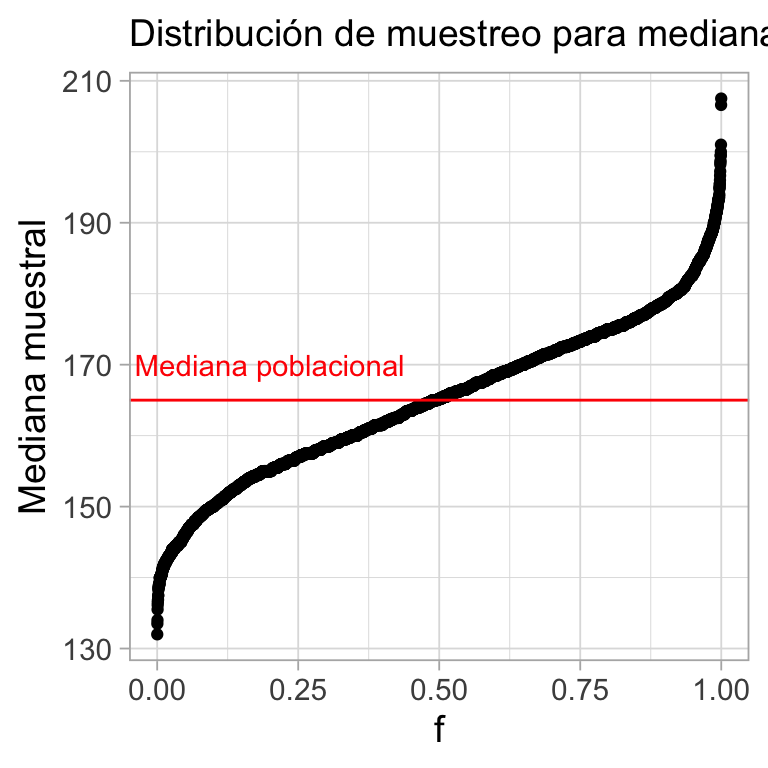 Distribución de muestreo para mediana
210
190
170
150
130
Mediana muestral
Mediana poblacional
0.00 0.25 0.50 0.75 1.00
f